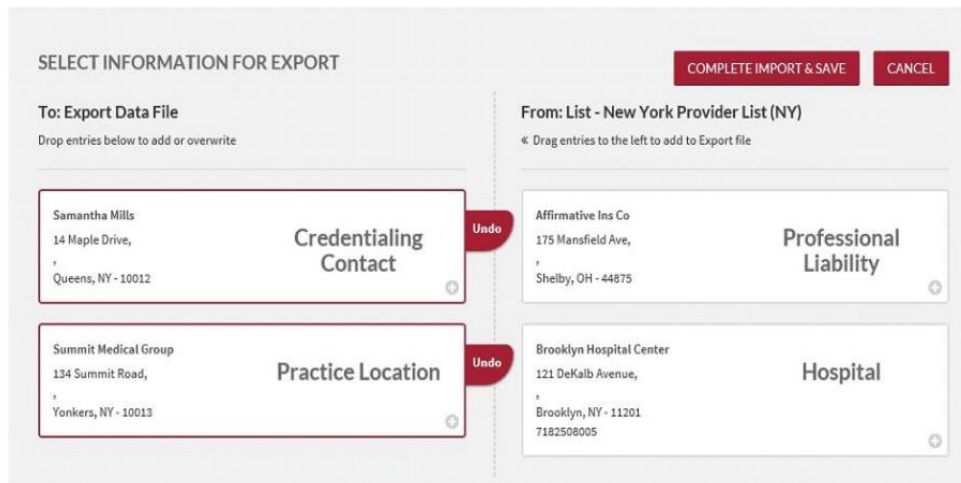 SELECT INFORMATION FOR EXPORT
COMPLETE IMPORT & SAVE
CANCEL
To: Export Data File
Drop entries below to add or overwrite
From: List - New York Provider List (NY)
« Drag entries to the left to add to Export file
Samantha Mills
14 Maple Drive,
,
Queens, NY - 10012
Credentialing
Contact
Undo
Affirmative Ins Co
175 Mansfield Ave,
,
Shelby, OH - 44875
Professional
Liability
Summit Medical Group
134 Summit Road,
,
Yonkers, NY - 10013
Practice Location
Undo
Brooklyn Hospital Center
121 DeKalb Avenue,
,
Brooklyn, NY - 11201
7182508005
Hospital